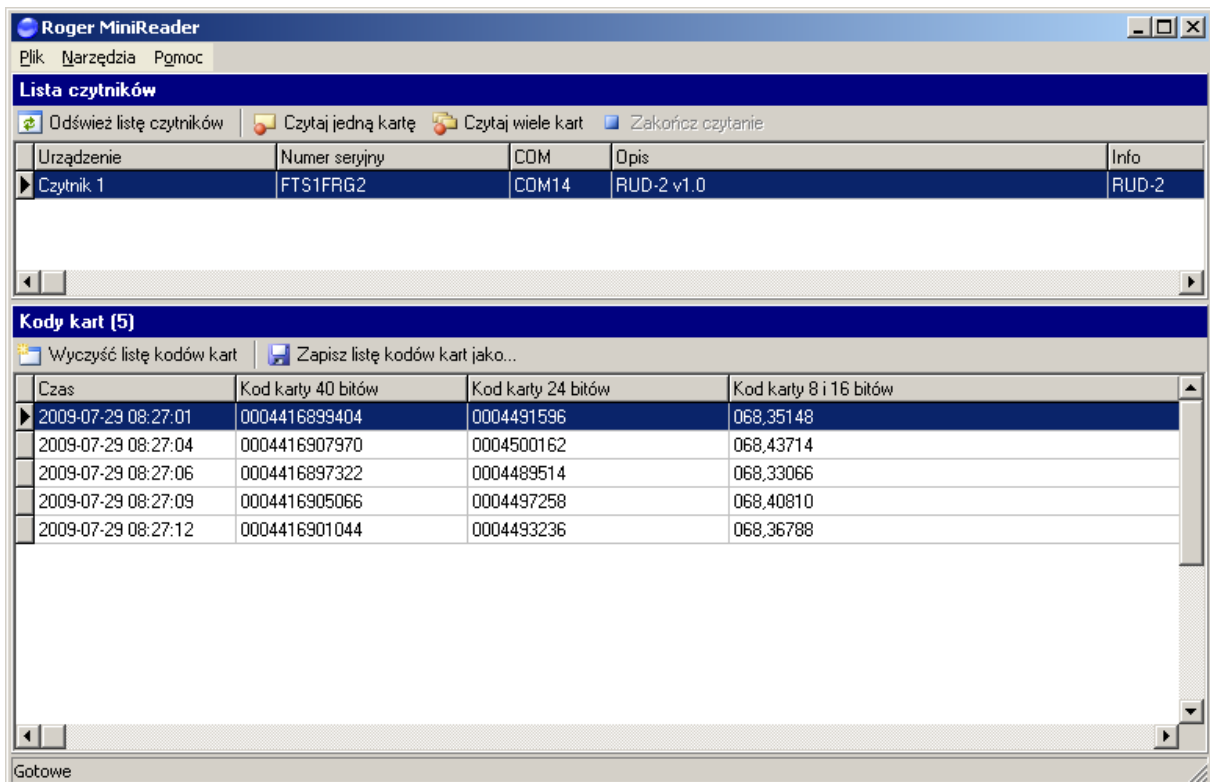 Roger MiniReader
Plik Narzędzia Pomoc
Lista czytników
Odśwież listę czytników Czytaj jedną kartę Czytaj wiele kart Zakończ czytanie
Urządzenie Numer seryjny COM Opis Info
Czytnik 1 FTS1FRG2 COM14 RUD-2 v1.0 RUD-2
Kody kart (5)
Wyczyść listę kodów kart Zapisz listę kodów kart jako...
Czas Kod karty 40 bitów Kod karty 24 bitów Kod karty 8 i 16 bitów
2009-07-29 08:27:01 0004416899404 0004491596 068,35148
2009-07-29 08:27:04 0004416907970 0004500162 068,43714
2009-07-29 08:27:06 0004416897322 0004489514 068,33066
2009-07-29 08:27:09 0004416905066 0004497258 068,40810
2009-07-29 08:27:12 0004416901044 0004493236 068,36788
Gotowe